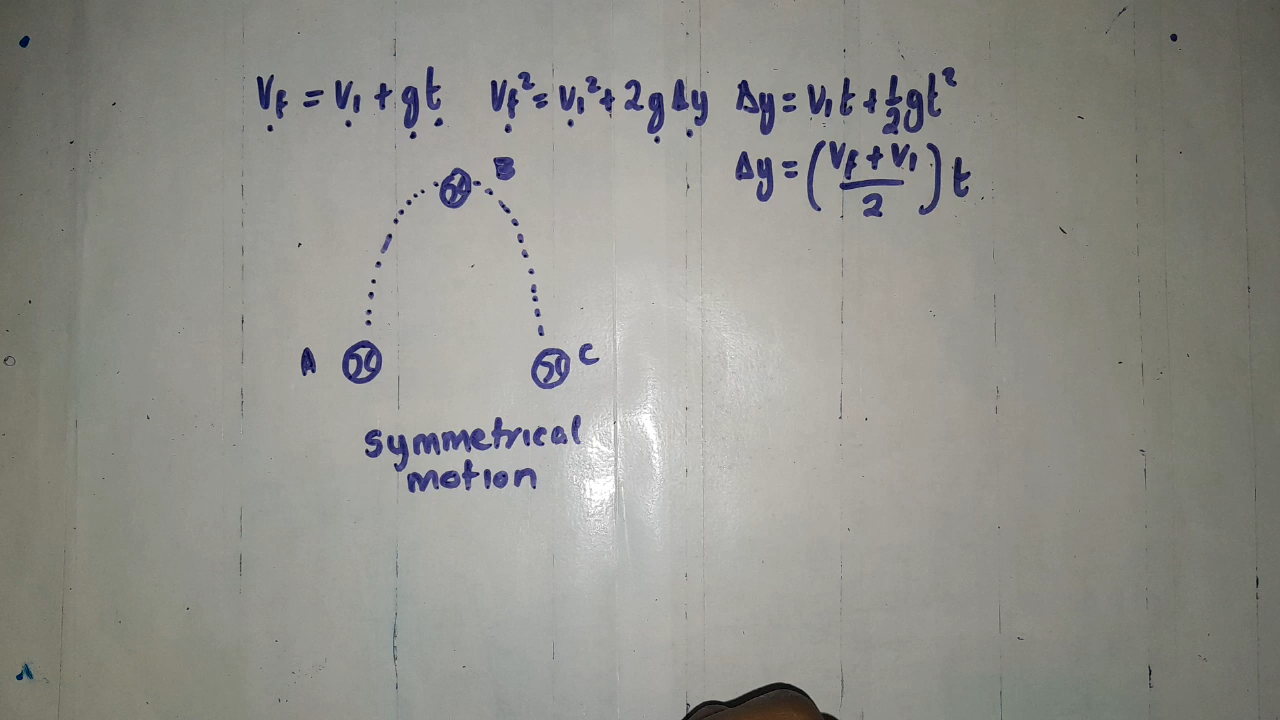 Vf = V₁ + gt Vf² = V₁² + 2gΔy Δy = V₁t + ½gt²
Δy = (Vf + V₁ / 2) t
B
A
C
symmetrical
motion